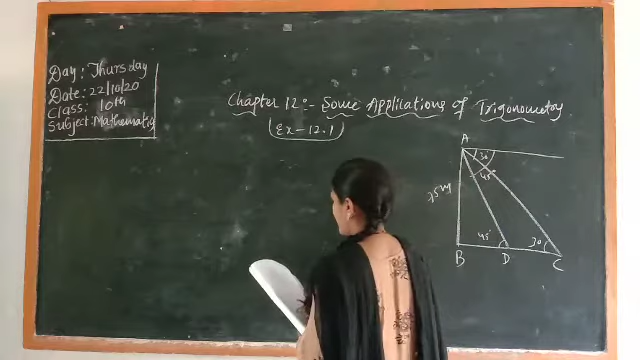 Day: Thursday
Date: 22/10/20
Class: 10th
Subject: Mathematics
Chapter 12:- Some Applications of Trigonometry
(Ex-12.1)
A
30
45
75m
45
30
B D C